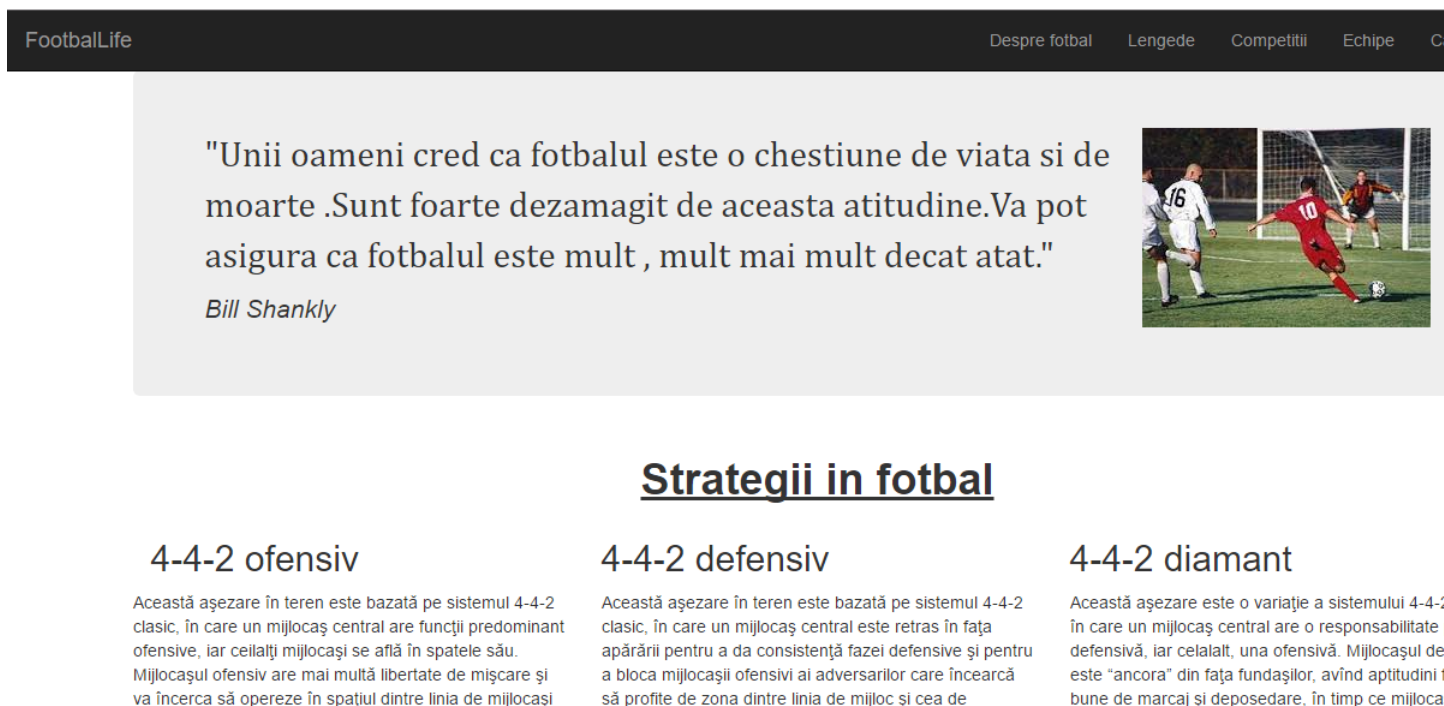 FootbalLife
Despre fotbal Lengede Competitii Echipe
"Unii oameni cred ca fotbalul este o chestiune de viata si de
moarte .Sunt foarte dezamagit de aceasta atitudine.Va pot
asigura ca fotbalul este mult , mult mai mult decat atat."
Bill Shankly
16
10
Strategii in fotbal
4-4-2 ofensiv
Această aşezare în teren este bazată pe sistemul 4-4-2
clasic, în care un mijlocaş central are funcţii predominant
ofensive, iar ceilalţi mijlocaşi se află în spatele său.
Mijlocaşul ofensiv are mai multă libertate de mişcare şi
va încerca să opereze în spaţiul dintre linia de mijlocaşi
4-4-2 defensiv
Această aşezare în teren este bazată pe sistemul 4-4-2
clasic, în care un mijlocaş central este retras în faţa
apărării pentru a da consistenţă fazei defensive şi pentru
a bloca mijlocaşii ofensivi ai adversarilor care încearcă
să profite de zona dintre linia de mijloc şi cea de
4-4-2 diamant
Această aşezare este o variaţie a sistemului 4-4-2
în care un mijlocaş central are o responsabilitate
defensivă, iar celalalt, una ofensivă. Mijlocaşul
este “ancora” din faţa fundaşilor, avînd aptitudini
bune de marcaj şi deposedare, în timp ce